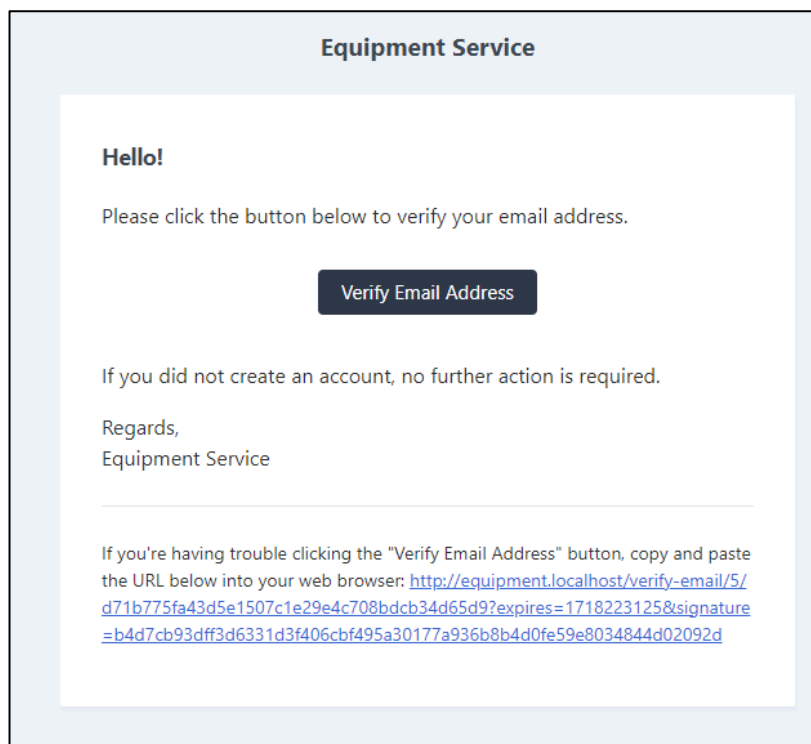 Equipment Service
Hello!
Please click the button below to verify your email address.
Verify Email Address
If you did not create an account, no further action is required.
Regards,
Equipment Service
If you're having trouble clicking the "Verify Email Address" button, copy and paste
the URL below into your web browser: http://equipment.localhost/verify-email/5/
d71b775fa43d5e1507c1e29e4c708bdcb34d65d9?expires=1718223125&signature
=b4d7cb93dff3d6331d3f406cbf495a30177a936b8b4d0fe59e8034844d02092d